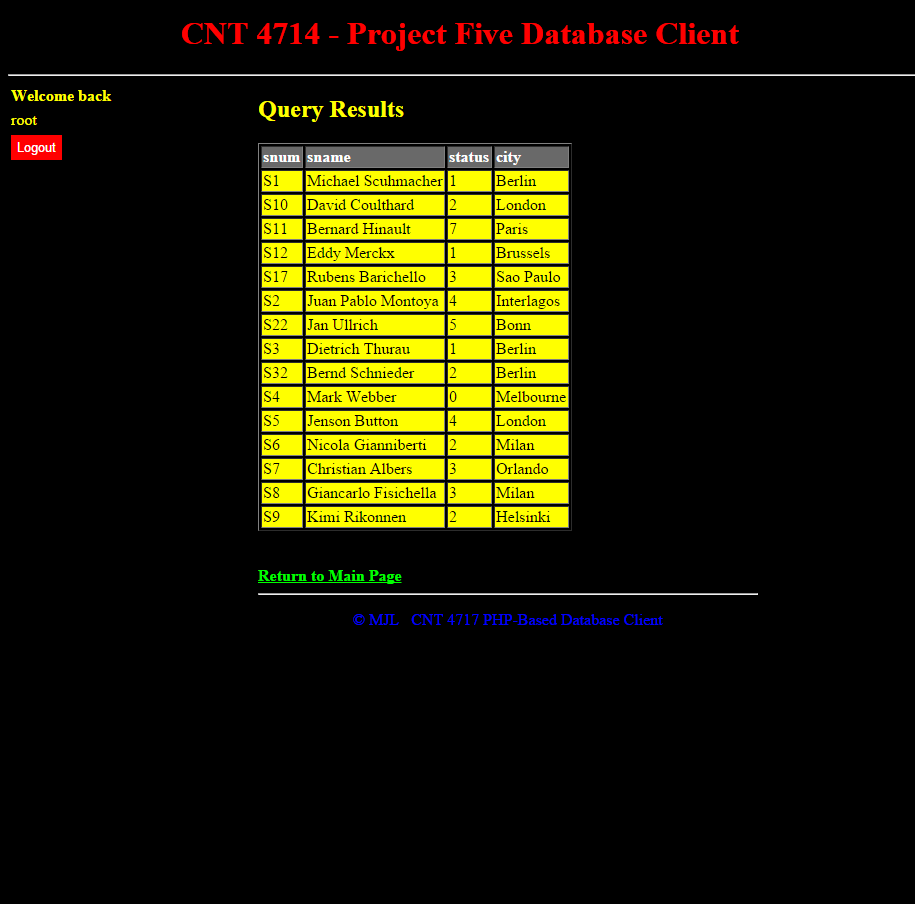 CNT 4714 - Project Five Database Client
Welcome back
root
Logout
Query Results
snum sname status city
S1 Michael Scuhmacher 1 Berlin
S10 David Coulthard 2 London
S11 Bernard Hinault 7 Paris
S12 Eddy Merckx 1 Brussels
S17 Rubens Barichello 3 Sao Paulo
S2 Juan Pablo Montoya 4 Interlagos
S22 Jan Ullrich 5 Bonn
S3 Dietrich Thurau 1 Berlin
S32 Bernd Schnieder 2 Berlin
S4 Mark Webber 0 Melbourne
S5 Jenson Button 4 London
S6 Nicola Gianniberti 2 Milan
S7 Christian Albers 3 Orlando
S8 Giancarlo Fisichella 3 Milan
S9 Kimi Rikonnen 2 Helsinki
Return to Main Page
© MJL CNT 4717 PHP-Based Database Client